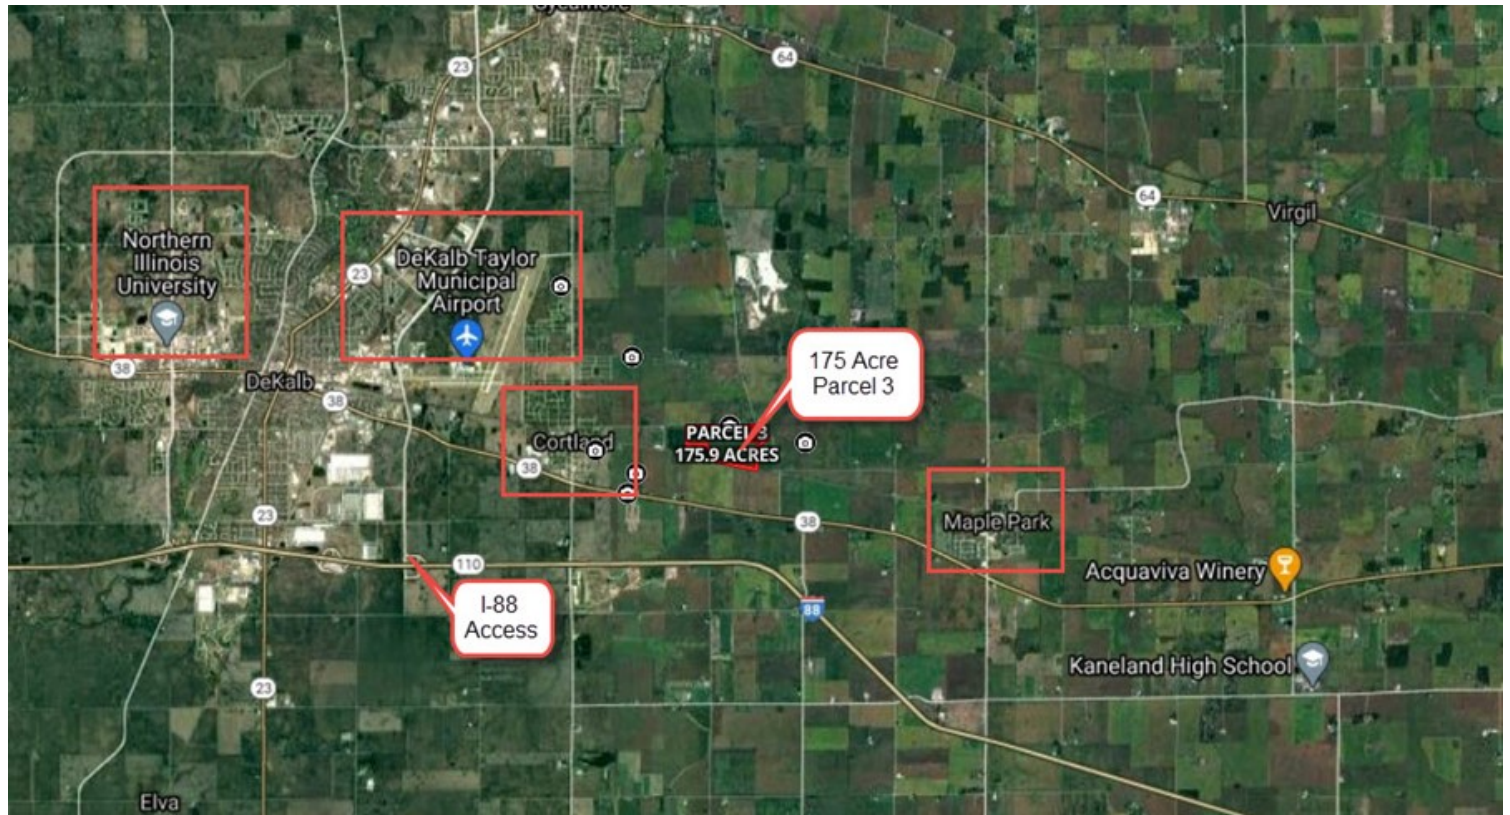 Sycamore
23
64
64
Virgil
Northern
Illinois
University
23
DeKalb Taylor
Municipal
Airport
175 Acre
Parcel 3
38
DeKalb
38
PARCEL 3
175.9 ACRES
Cortland
38
23
38
Maple Park
110
Acquaviva Winery
I-88
Access
88
Kaneland High School
23
Elva